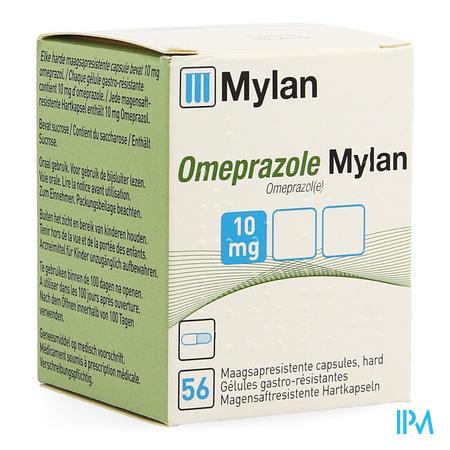 Elke harde maagsapresistente capsule bevat 10 mg
omeprazol. / Chaque gélule gastro-résistante
contient 10 mg d'oméprazole. / Jede magensaft-
resistente Hartkapsel enthält 10 mg Omeprazol.
Bevat sucrose / Contient du saccharose / Enthält
Sucrose.
Oraal gebruik. Voor gebruik de bijsluiter lezen.
Voie orale. Lire la notice avant utilisation.
Zum Einnehmen. Packungsbeilage beachten.
Buiten het zicht en bereik van kinderen houden.
Tenir hors de la vue et de la portée des enfants.
Arzneimittel für Kinder unzugänglich aufbewahren.
Te gebruiken binnen de 100 dagen na openen.
A utiliser dans les 100 jours après ouverture.
Nach dem Öffnen innerhalb von 100 Tagen
verwenden.
Geneesmiddel op medisch voorschrift.
Médicament soumis à prescription médicale.
Verschreibungspflichtig.
Mylan
Omeprazole Mylan
Omeprazol(e)
10
mg
56
Maagsapresistente capsules, hard
Gélules gastro-résistantes
Magensaftresistente Hartkapseln
IPM